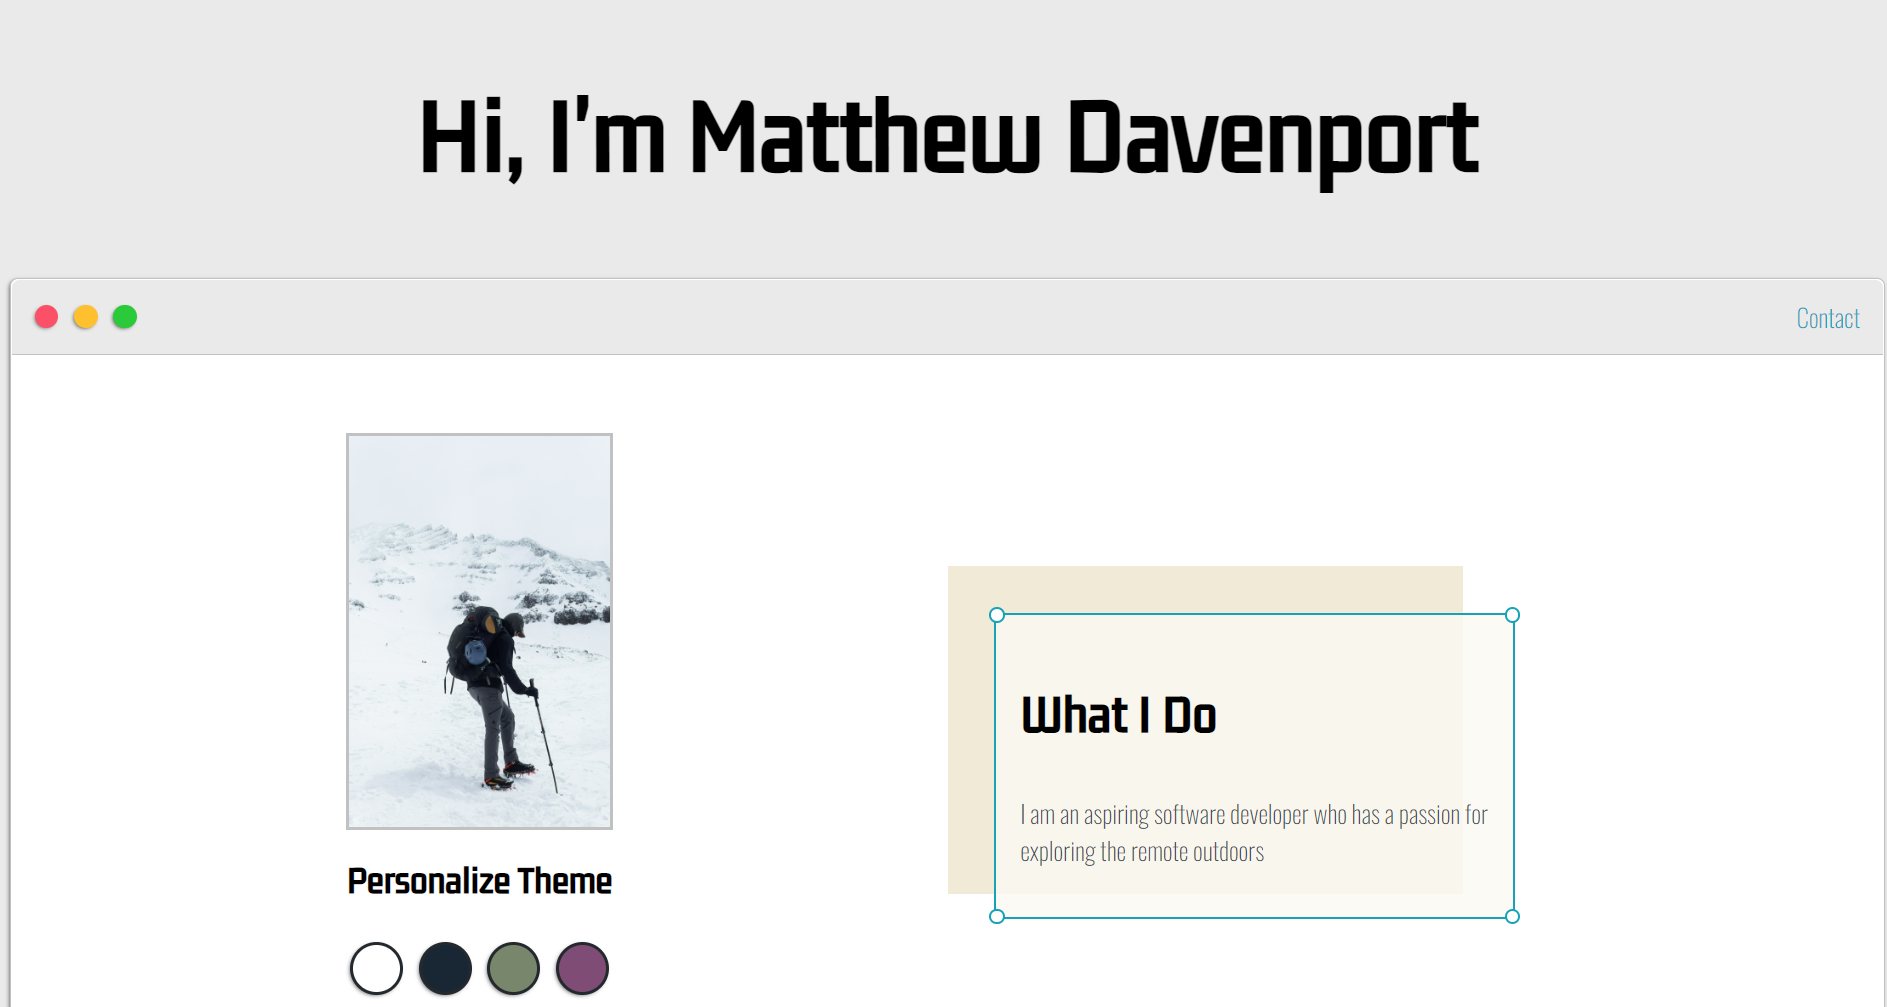 Hi, I'm Matthew Davenport
Contact
What I Do
I am an aspiring software developer who has a passion for
exploring the remote outdoors
Personalize Theme